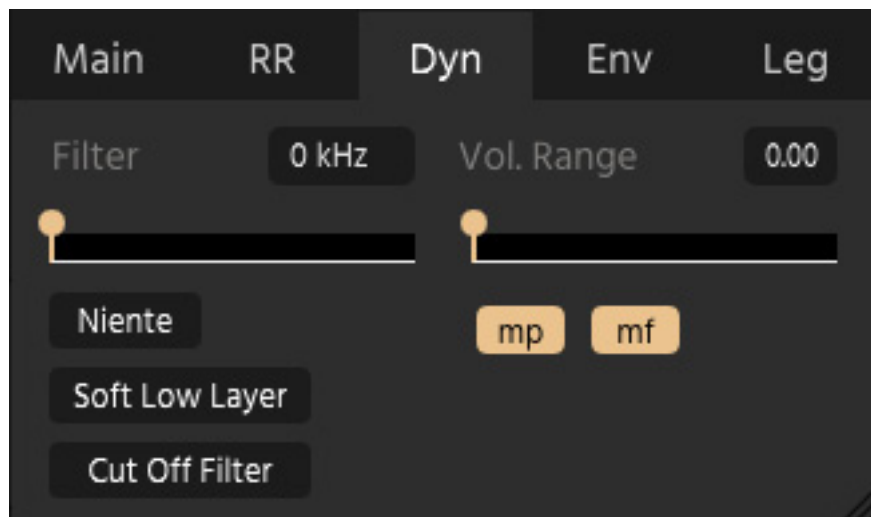 Main RR Dyn Env Leg
Filter 0 kHz Vol. Range 0.00
Niente
mp mf
Soft Low Layer
Cut Off Filter